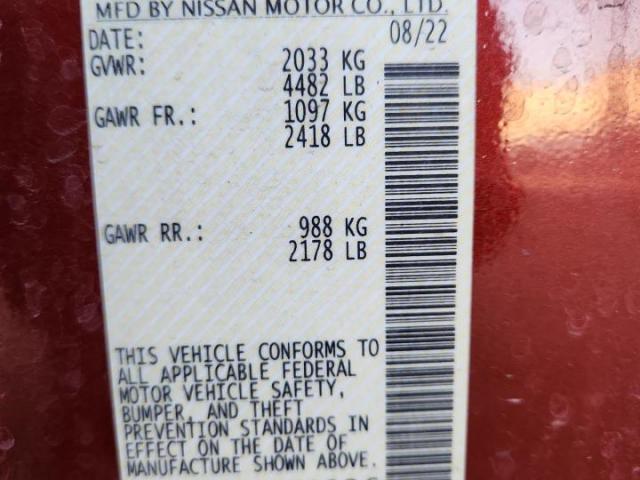 MFD BY NISSAN MOTOR CO., LTD.
DATE: 08/22
GVWR: 2033 KG
4482 LB
GAWR FR.: 1097 KG
2418 LB
GAWR RR.: 988 KG
2178 LB
THIS VEHICLE CONFORMS TO
ALL APPLICABLE FEDERAL
MOTOR VEHICLE SAFETY,
BUMPER, AND THEFT
PREVENTION STANDARDS IN
EFFECT ON THE DATE OF
MANUFACTURE SHOWN ABOVE.